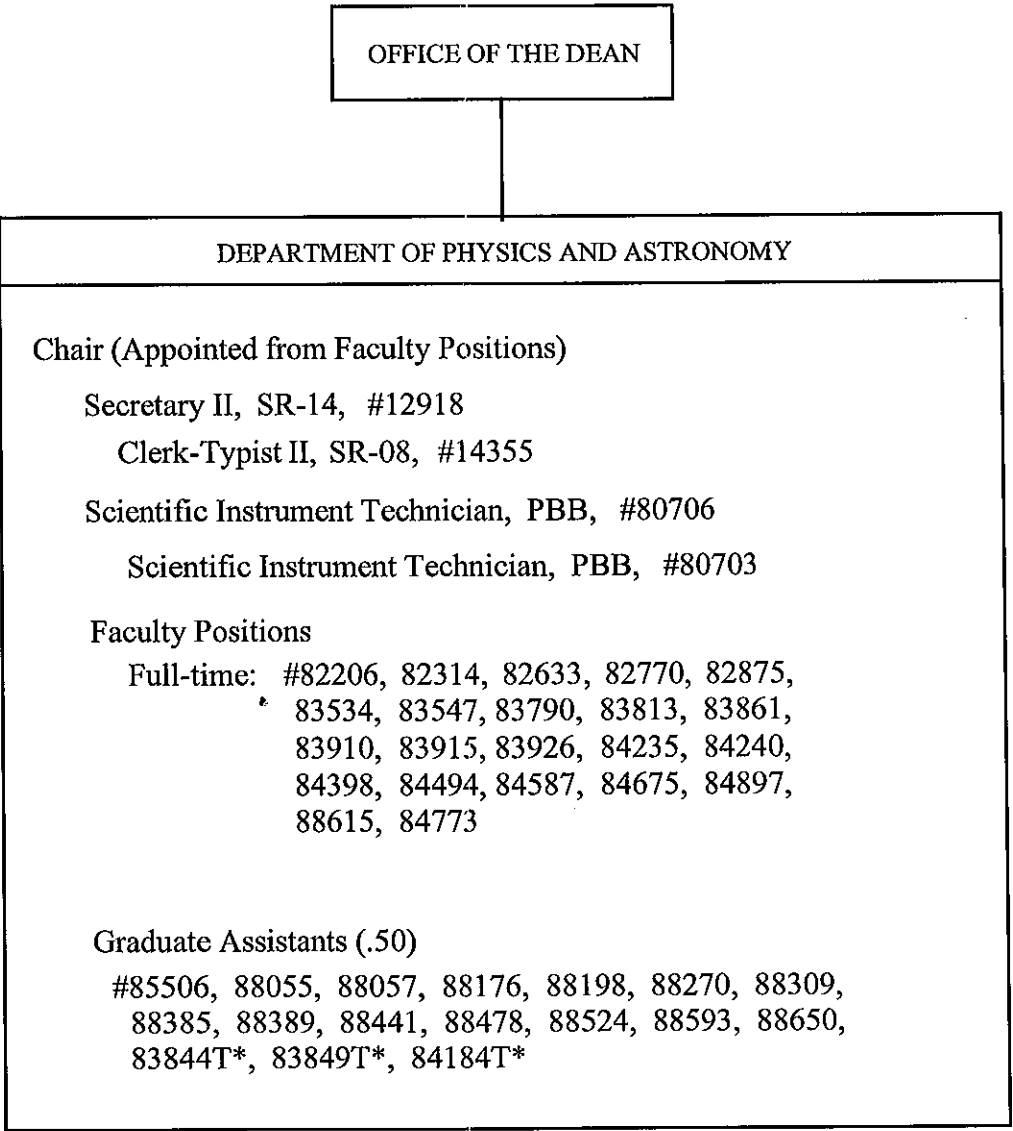 OFFICE OF THE DEAN
DEPARTMENT OF PHYSICS AND ASTRONOMY
Chair (Appointed from Faculty Positions)
Secretary II, SR-14, #12918
Clerk-Typist II, SR-08, #14355
Scientific Instrument Technician, PBB, #80706
Scientific Instrument Technician, PBB, #80703
Faculty Positions
Full-time: #82206, 82314, 82633, 82770, 82875,
83534, 83547, 83790, 83813, 83861,
83910, 83915, 83926, 84235, 84240,
84398, 84494, 84587, 84675, 84897,
88615, 84773
Graduate Assistants (.50)
#85506, 88055, 88057, 88176, 88198, 88270, 88309,
88385, 88389, 88441, 88478, 88524, 88593, 88650,
83844T*, 83849T*, 84184T*